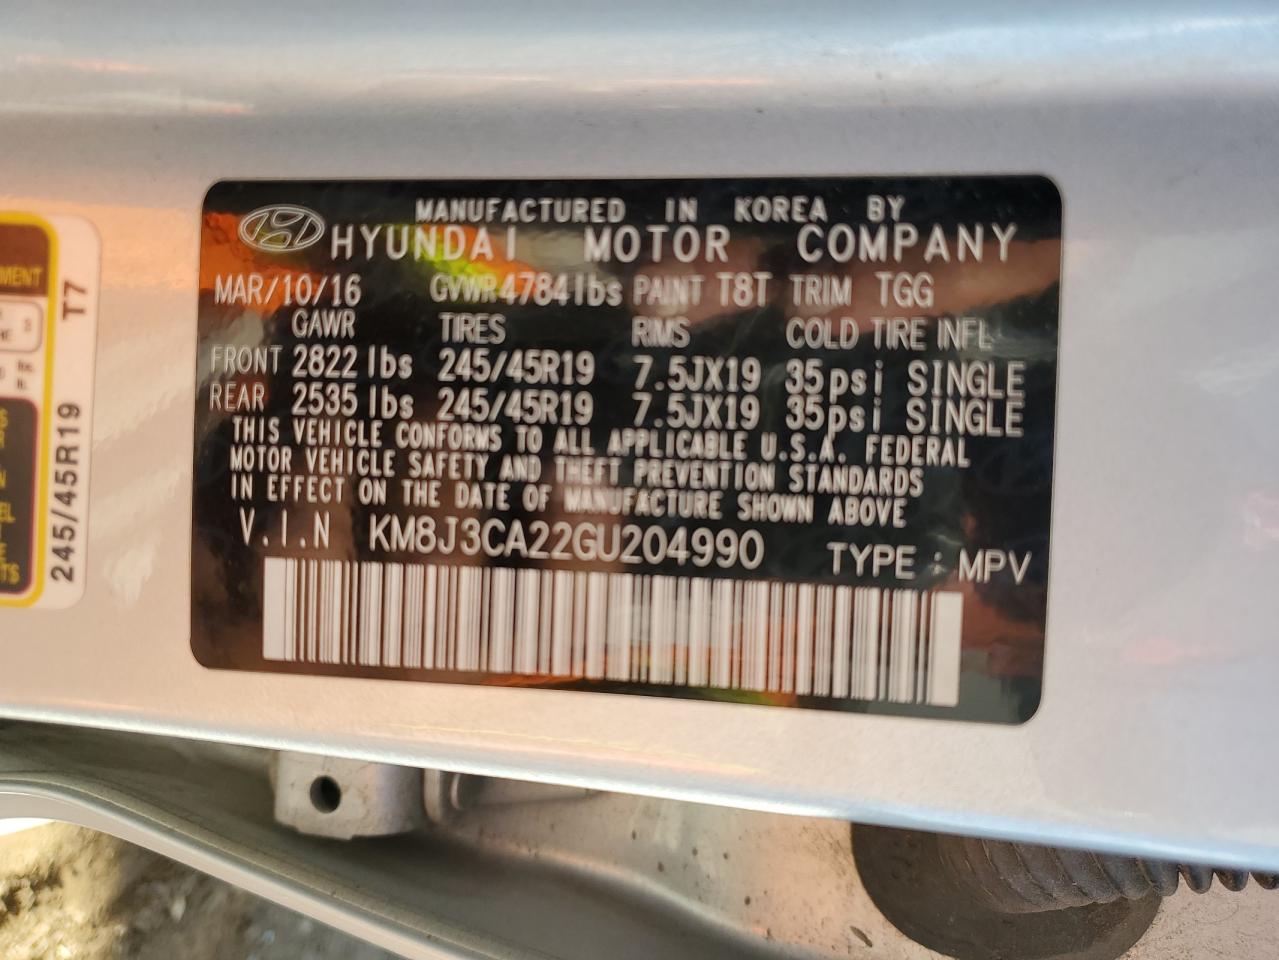 MANUFACTURED IN KOREA BY
HYUNDAI MOTOR COMPANY
MAR/10/16 GVWR4784lbs PAINT T8T TRIM TGG
GAWR TIRES RIMS COLD TIRE INFL
FRONT 2822 lbs 245/45R19 7.5JX19 35psi SINGLE
REAR 2535 lbs 245/45R19 7.5JX19 35psi SINGLE
THIS VEHICLE CONFORMS TO ALL APPLICABLE U.S.A. FEDERAL
MOTOR VEHICLE SAFETY AND THEFT PREVENTION STANDARDS
IN EFFECT ON THE DATE OF MANUFACTURE SHOWN ABOVE
V.I.N KM8J3CA22GU204990 TYPE : MPV
245/45R19 T7